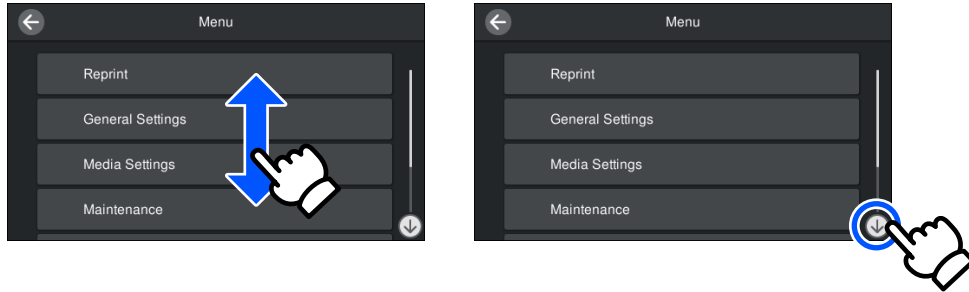 Menu
Reprint
General Settings
Media Settings
Maintenance
Menu
Reprint
General Settings
Media Settings
Maintenance